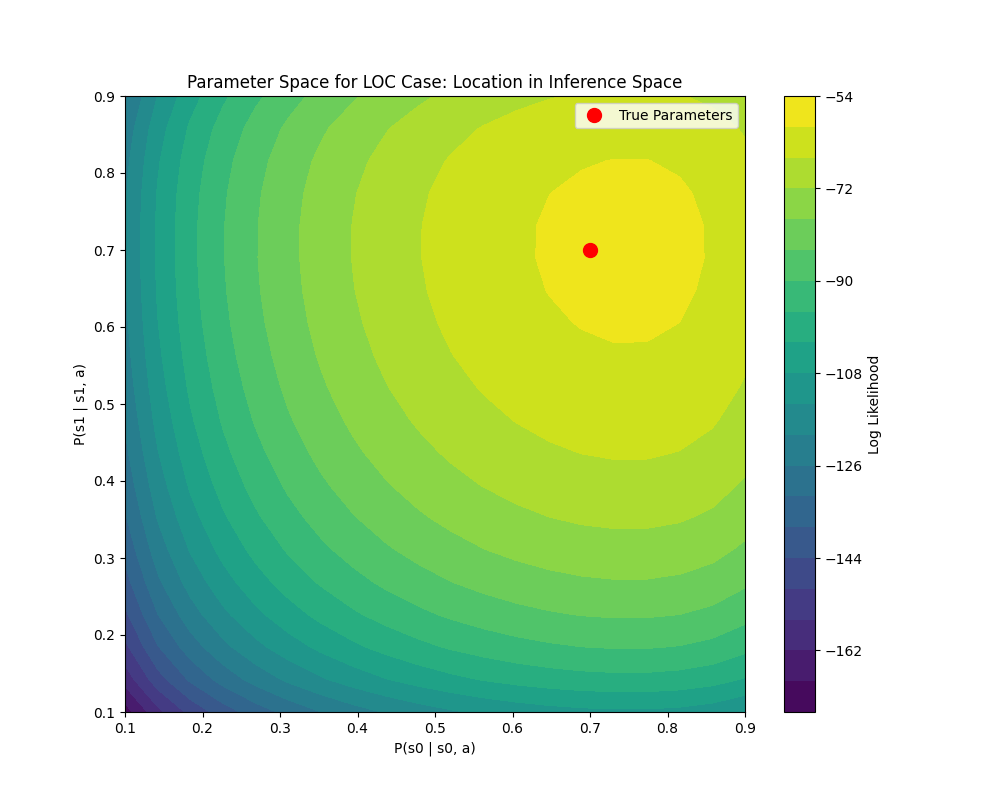 Parameter Space for LOC Case: Location in Inference Space
True Parameters
P(s1 | s1, a)
0.9
0.8
0.7
0.6
0.5
0.4
0.3
0.2
0.1
0.1 0.2 0.3 0.4 0.5 0.6 0.7 0.8 0.9
P(s0 | s0, a)
−54
−72
−90
−108
−126
−144
−162
Log Likelihood